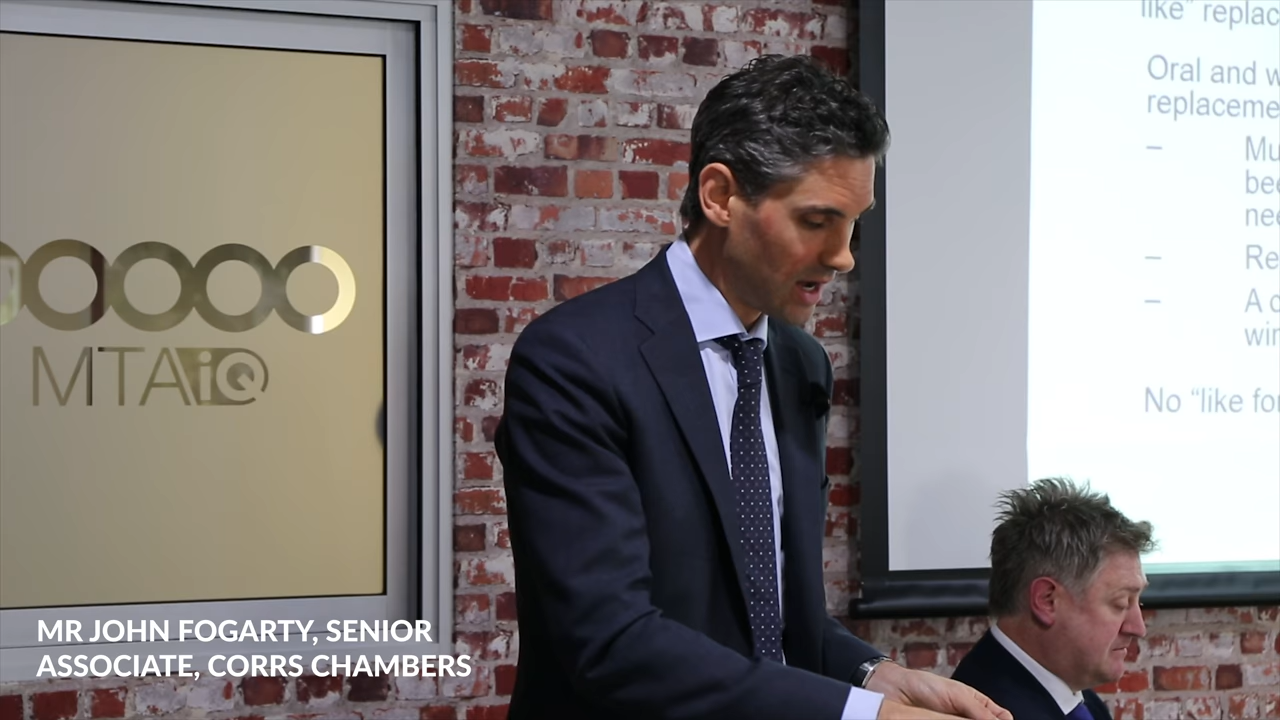 MTAiQ
like" replac
Oral and w
replaceme
– Mu
bee
nee
– Re
– A c
wir
No "like for
MR JOHN FOGARTY, SENIOR
ASSOCIATE, CORRS CHAMBERS